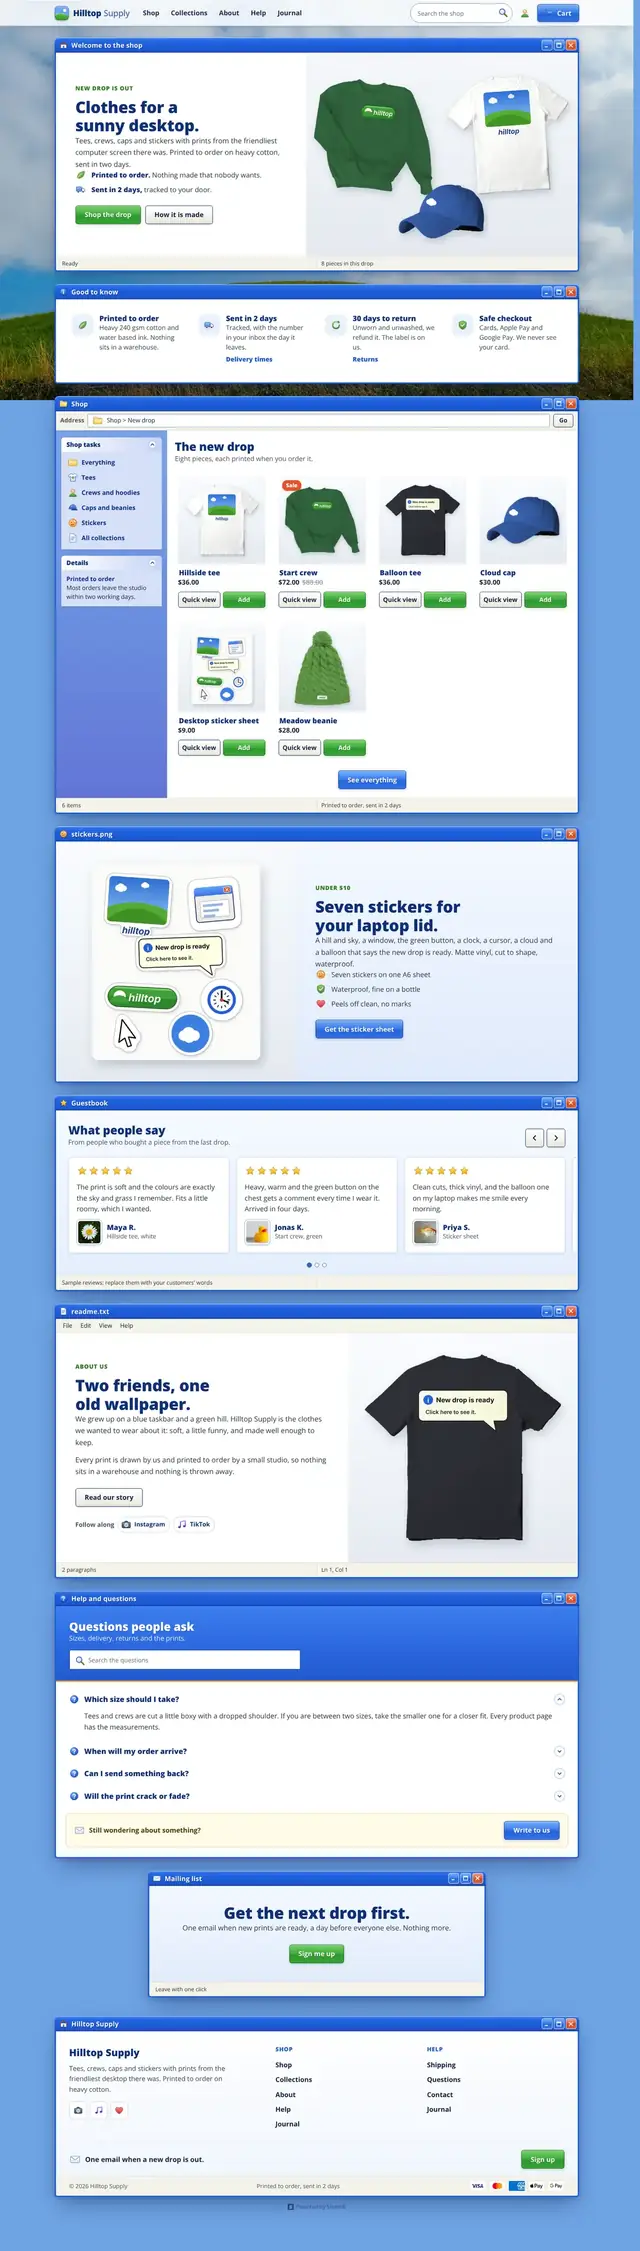 Hilltop Supply
Shop
Collections
About
Help
Journal
Search the shop
Cart
Welcome to the shop
NEW DROP IS OUT
Clothes for a
sunny desktop.
Tees, crews, caps and stickers with prints from the friendliest
computer screen there was. Printed to order on heavy cotton,
sent in two days.
Printed to order. Nothing made that nobody wants.
Sent in 2 days, tracked to your door.
Shop the drop
How it is made
hilltop
hilltop
Ready
8 pieces in this drop
Good to know
Printed to order
Heavy 240 gsm cotton and
water based ink. Nothing
sits in a warehouse.
Sent in 2 days
Tracked, with the number
in your inbox the day it
leaves.
Delivery times
30 days to return
Unworn and unwashed, we
refund it. The label is on
us.
Returns
Safe checkout
Cards, Apple Pay and
Google Pay. We never see
your card.
Shop
Address
Shop > New drop
Go
Shop tasks
Everything
Tees
Crews and hoodies
Caps and beanies
Stickers
All collections
Details
Printed to order
Most orders leave the studio
within two working days.
The new drop
Eight pieces, each printed when you order it.
hilltop
Hillside tee
$36.00
Quick view
Add
Sale
hilltop
Start crew
$72.00 $88.00
Quick view
Add
New drop is ready
Balloon tee
$36.00
Quick view
Add
Cloud cap
$30.00
Quick view
Add
hilltop
New drop is ready
hilltop
Desktop sticker sheet
$9.00
Quick view
Add
Meadow beanie
$28.00
Quick view
Add
See everything
6 items
Printed to order, sent in 2 days
stickers.png
hilltop
New drop is ready
Click here to see it.
hilltop
UNDER $10
Seven stickers for
your laptop lid.
A hill and sky, a window, the green button, a clock, a cursor, a cloud and
a balloon that says the new drop is ready. Matte vinyl, cut to shape,
waterproof.
Seven stickers on one A6 sheet
Waterproof, fine on a bottle
Peels off clean, no marks
Get the sticker sheet
Guestbook
What people say
From people who bought a piece from the last drop.
The print is soft and the colours are exactly
the sky and grass I remember. Fits a little
roomy, which I wanted.
Maya R.
Hillside tee, white
Heavy, warm and the green button on the
chest gets a comment every time I wear it.
Arrived in four days.
Jonas K.
Start crew, green
Clean cuts, thick vinyl, and the balloon one
on my laptop makes me smile every
morning.
Priya S.
Sticker sheet
Sample reviews: replace them with your customers' words
readme.txt
File
Edit
View
Help
ABOUT US
Two friends, one
old wallpaper.
We grew up on a blue taskbar and a green hill. Hilltop Supply is the clothes
we wanted to wear about it: soft, a little funny, and made well enough to
keep.
Every print is drawn by us and printed to order by a small studio, so nothing
sits in a warehouse and nothing is thrown away.
Read our story
Follow along
Instagram
TikTok
New drop is ready
Click here to see it.
2 paragraphs
Ln 1, Col 1
Help and questions
Questions people ask
Sizes, delivery, returns and the prints.
Search the questions
Which size should I take?
Tees and crews are cut a little boxy with a dropped shoulder. If you are between two sizes, take the smaller one for a closer fit. Every product page
has the measurements.
When will my order arrive?
Can I send something back?
Will the print crack or fade?
Still wondering about something?
Write to us
Mailing list
Get the next drop first.
One email when new prints are ready, a day before everyone else. Nothing more.
Sign me up
Leave with one click
Hilltop Supply
Hilltop Supply
Tees, crews, caps and stickers with prints from the
friendliest desktop there was. Printed to order on
heavy cotton.
SHOP
Shop
Collections
About
Help
Journal
HELP
Shipping
Questions
Contact
Journal
One email when a new drop is out.
Sign up
© 2026 Hilltop Supply
Printed to order, sent in 2 days
VISA
Pay
G Pay